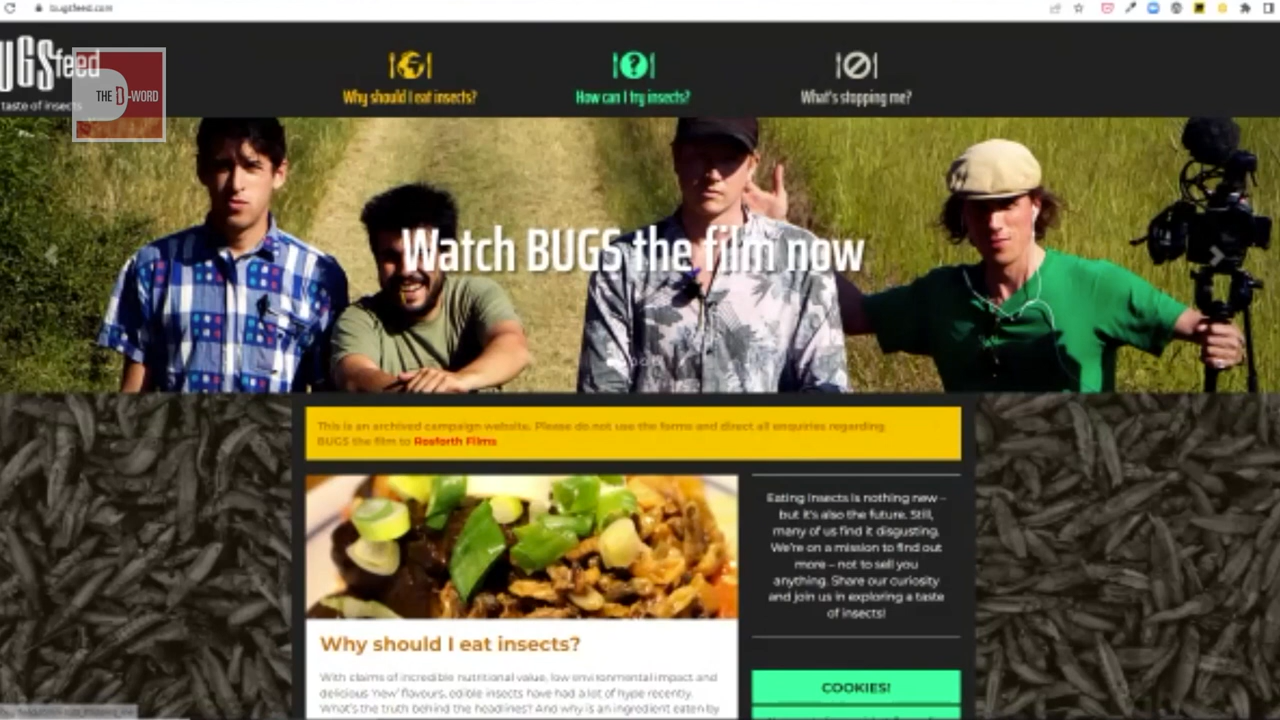 bugsfeed.com
UGSfeed
taste of insects
THE D-WORD
Why should I eat insects?
How can I try insects?
What's stopping me?
Watch BUGS the film now
This is an archived campaign website. Please do not use the forms and direct all enquiries regarding
BUGS the film to Rosforth Films
Eating insects is nothing new –
but it's also the future. Still,
many of us find it disgusting.
We're on a mission to find out
more – not to sell you
anything. Share our curiosity
and join us in exploring a taste
of insects!
Why should I eat insects?
With claims of incredible nutritional value, low environmental impact and
delicious 'new' flavours, edible insects have had a lot of hype recently.
What's the truth behind the headlines? And why is an ingredient eaten by
COOKIES!